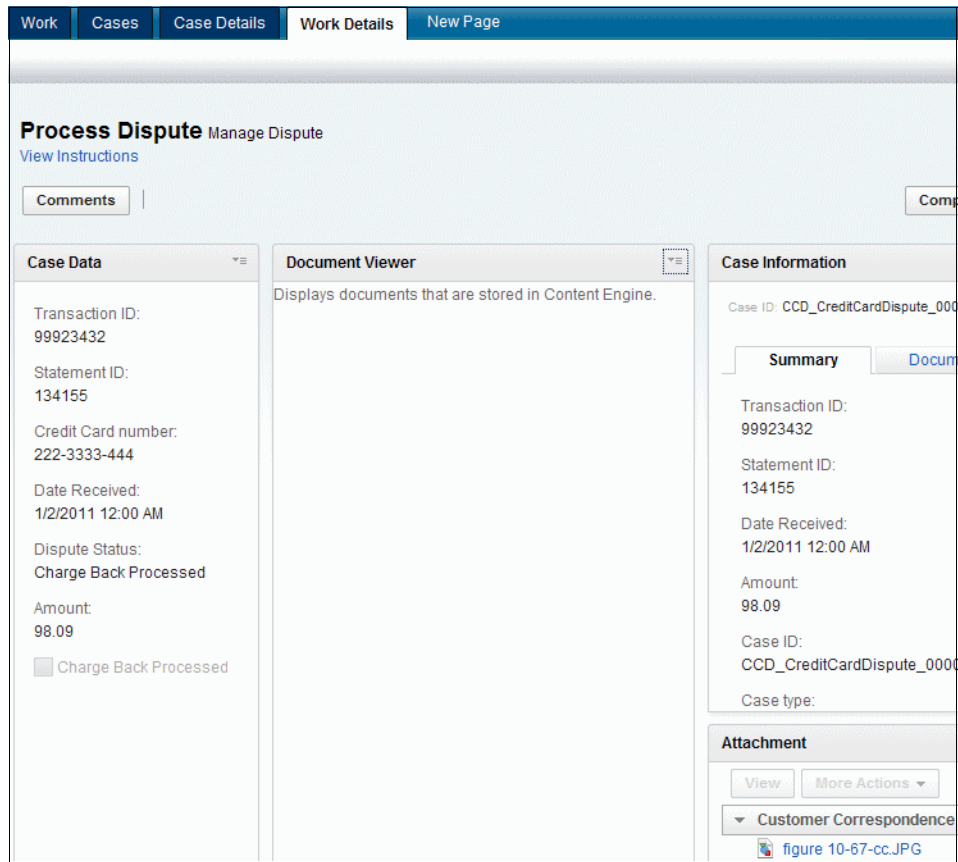 Work Cases Case Details Work Details New Page
Process Dispute Manage Dispute
View Instructions
Comments
Comp
Case Data
Transaction ID:
99923432
Statement ID:
134155
Credit Card number:
222-3333-444
Date Received:
1/2/2011 12:00 AM
Dispute Status:
Charge Back Processed
Amount:
98.09
Charge Back Processed
Document Viewer
Displays documents that are stored in Content Engine.
Case Information
Case ID: CCD_CreditCardDispute_000
Summary Docum
Transaction ID:
99923432
Statement ID:
134155
Date Received:
1/2/2011 12:00 AM
Amount:
98.09
Case ID:
CCD_CreditCardDispute_0000
Case type:
Attachment
View More Actions
Customer Correspondence
figure 10-67-cc.JPG